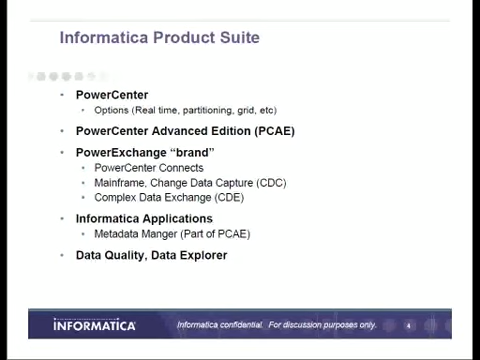 Informatica Product Suite
• PowerCenter
• Options (Real time, partitioning, grid, etc)
• PowerCenter Advanced Edition (PCAE)
• PowerExchange “brand”
• PowerCenter Connects
• Mainframe, Change Data Capture (CDC)
• Complex Data Exchange (CDE)
• Informatica Applications
• Metadata Manger (Part of PCAE)
• Data Quality, Data Explorer
INFORMATICA Informatica confidential. For discussion purposes only. 4